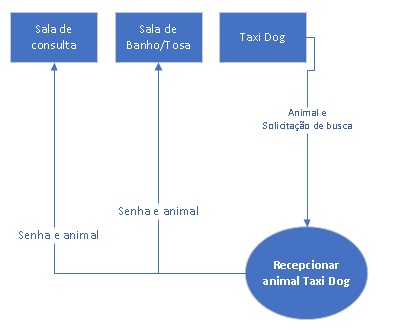 Sala de
consulta
Sala de
Banho/Tosa
Taxi Dog
Animal e
Solicitação de busca
Senha e animal
Senha e animal
Recepcionar
animal Taxi Dog